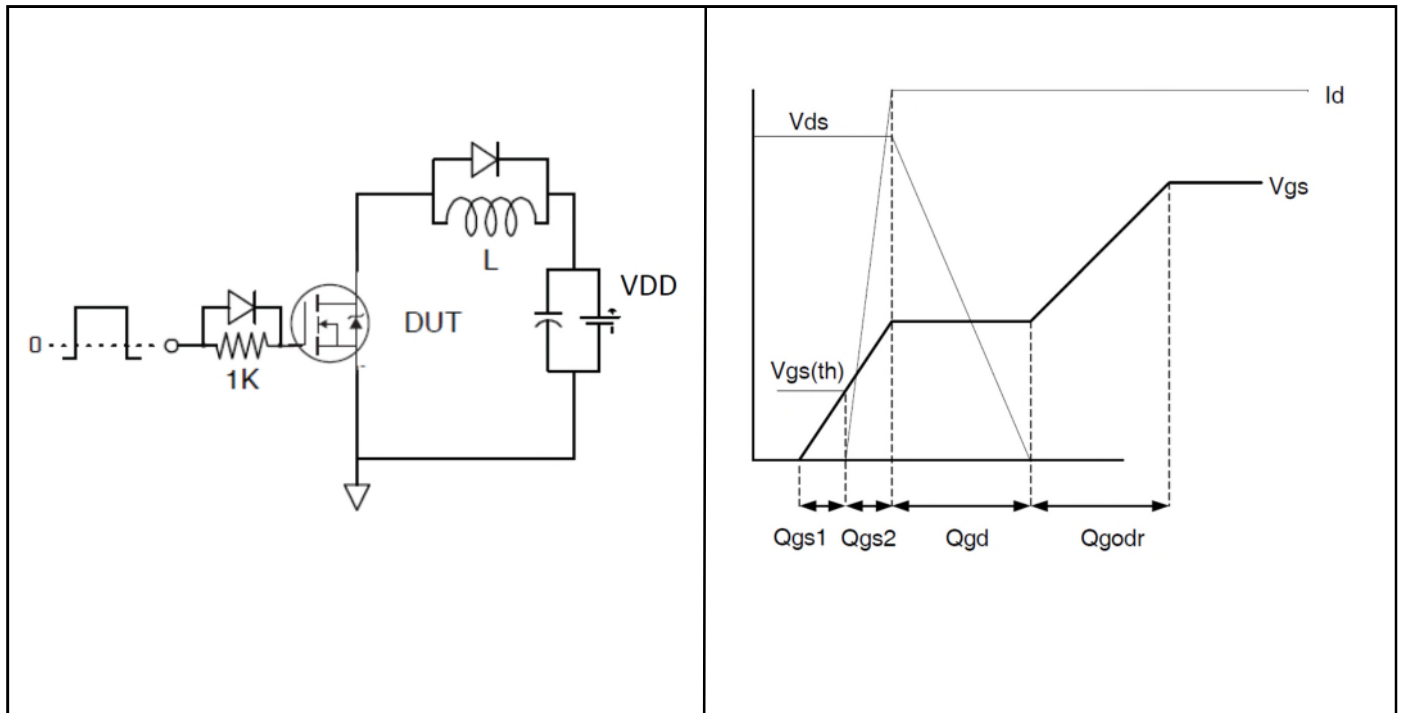 L
VDD
DUT
0
1K
Id
Vds
Vgs
Vgs(th)
Qgs1 Qgs2 Qgd Qgodr